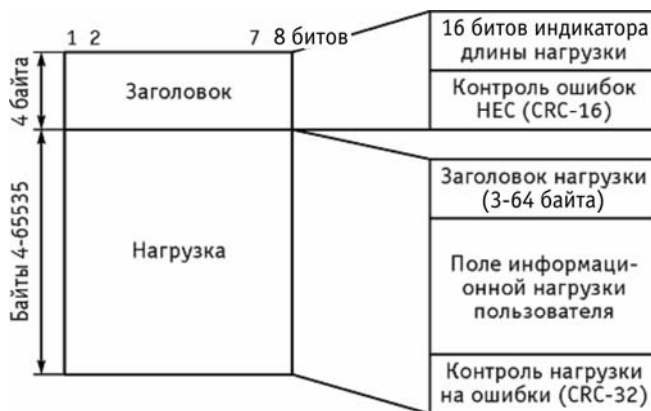 1 2 7 8 битов
4 байта
Заголовок
Байты 4-65535
Нагрузка
16 битов индикатора
длины нагрузки
Контроль ошибок
HEC (CRC-16)
Заголовок нагрузки
(3-64 байта)
Поле информаци-
онной нагрузки
пользователя
Контроль нагрузки
на ошибки (CRC-32)